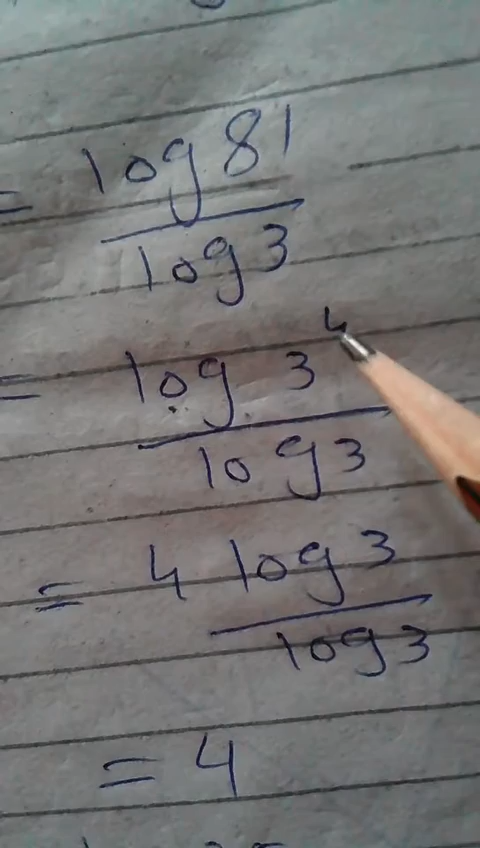 = log 81
log 3
= log 3⁴
log 3
= 4 log 3
log 3
= 4